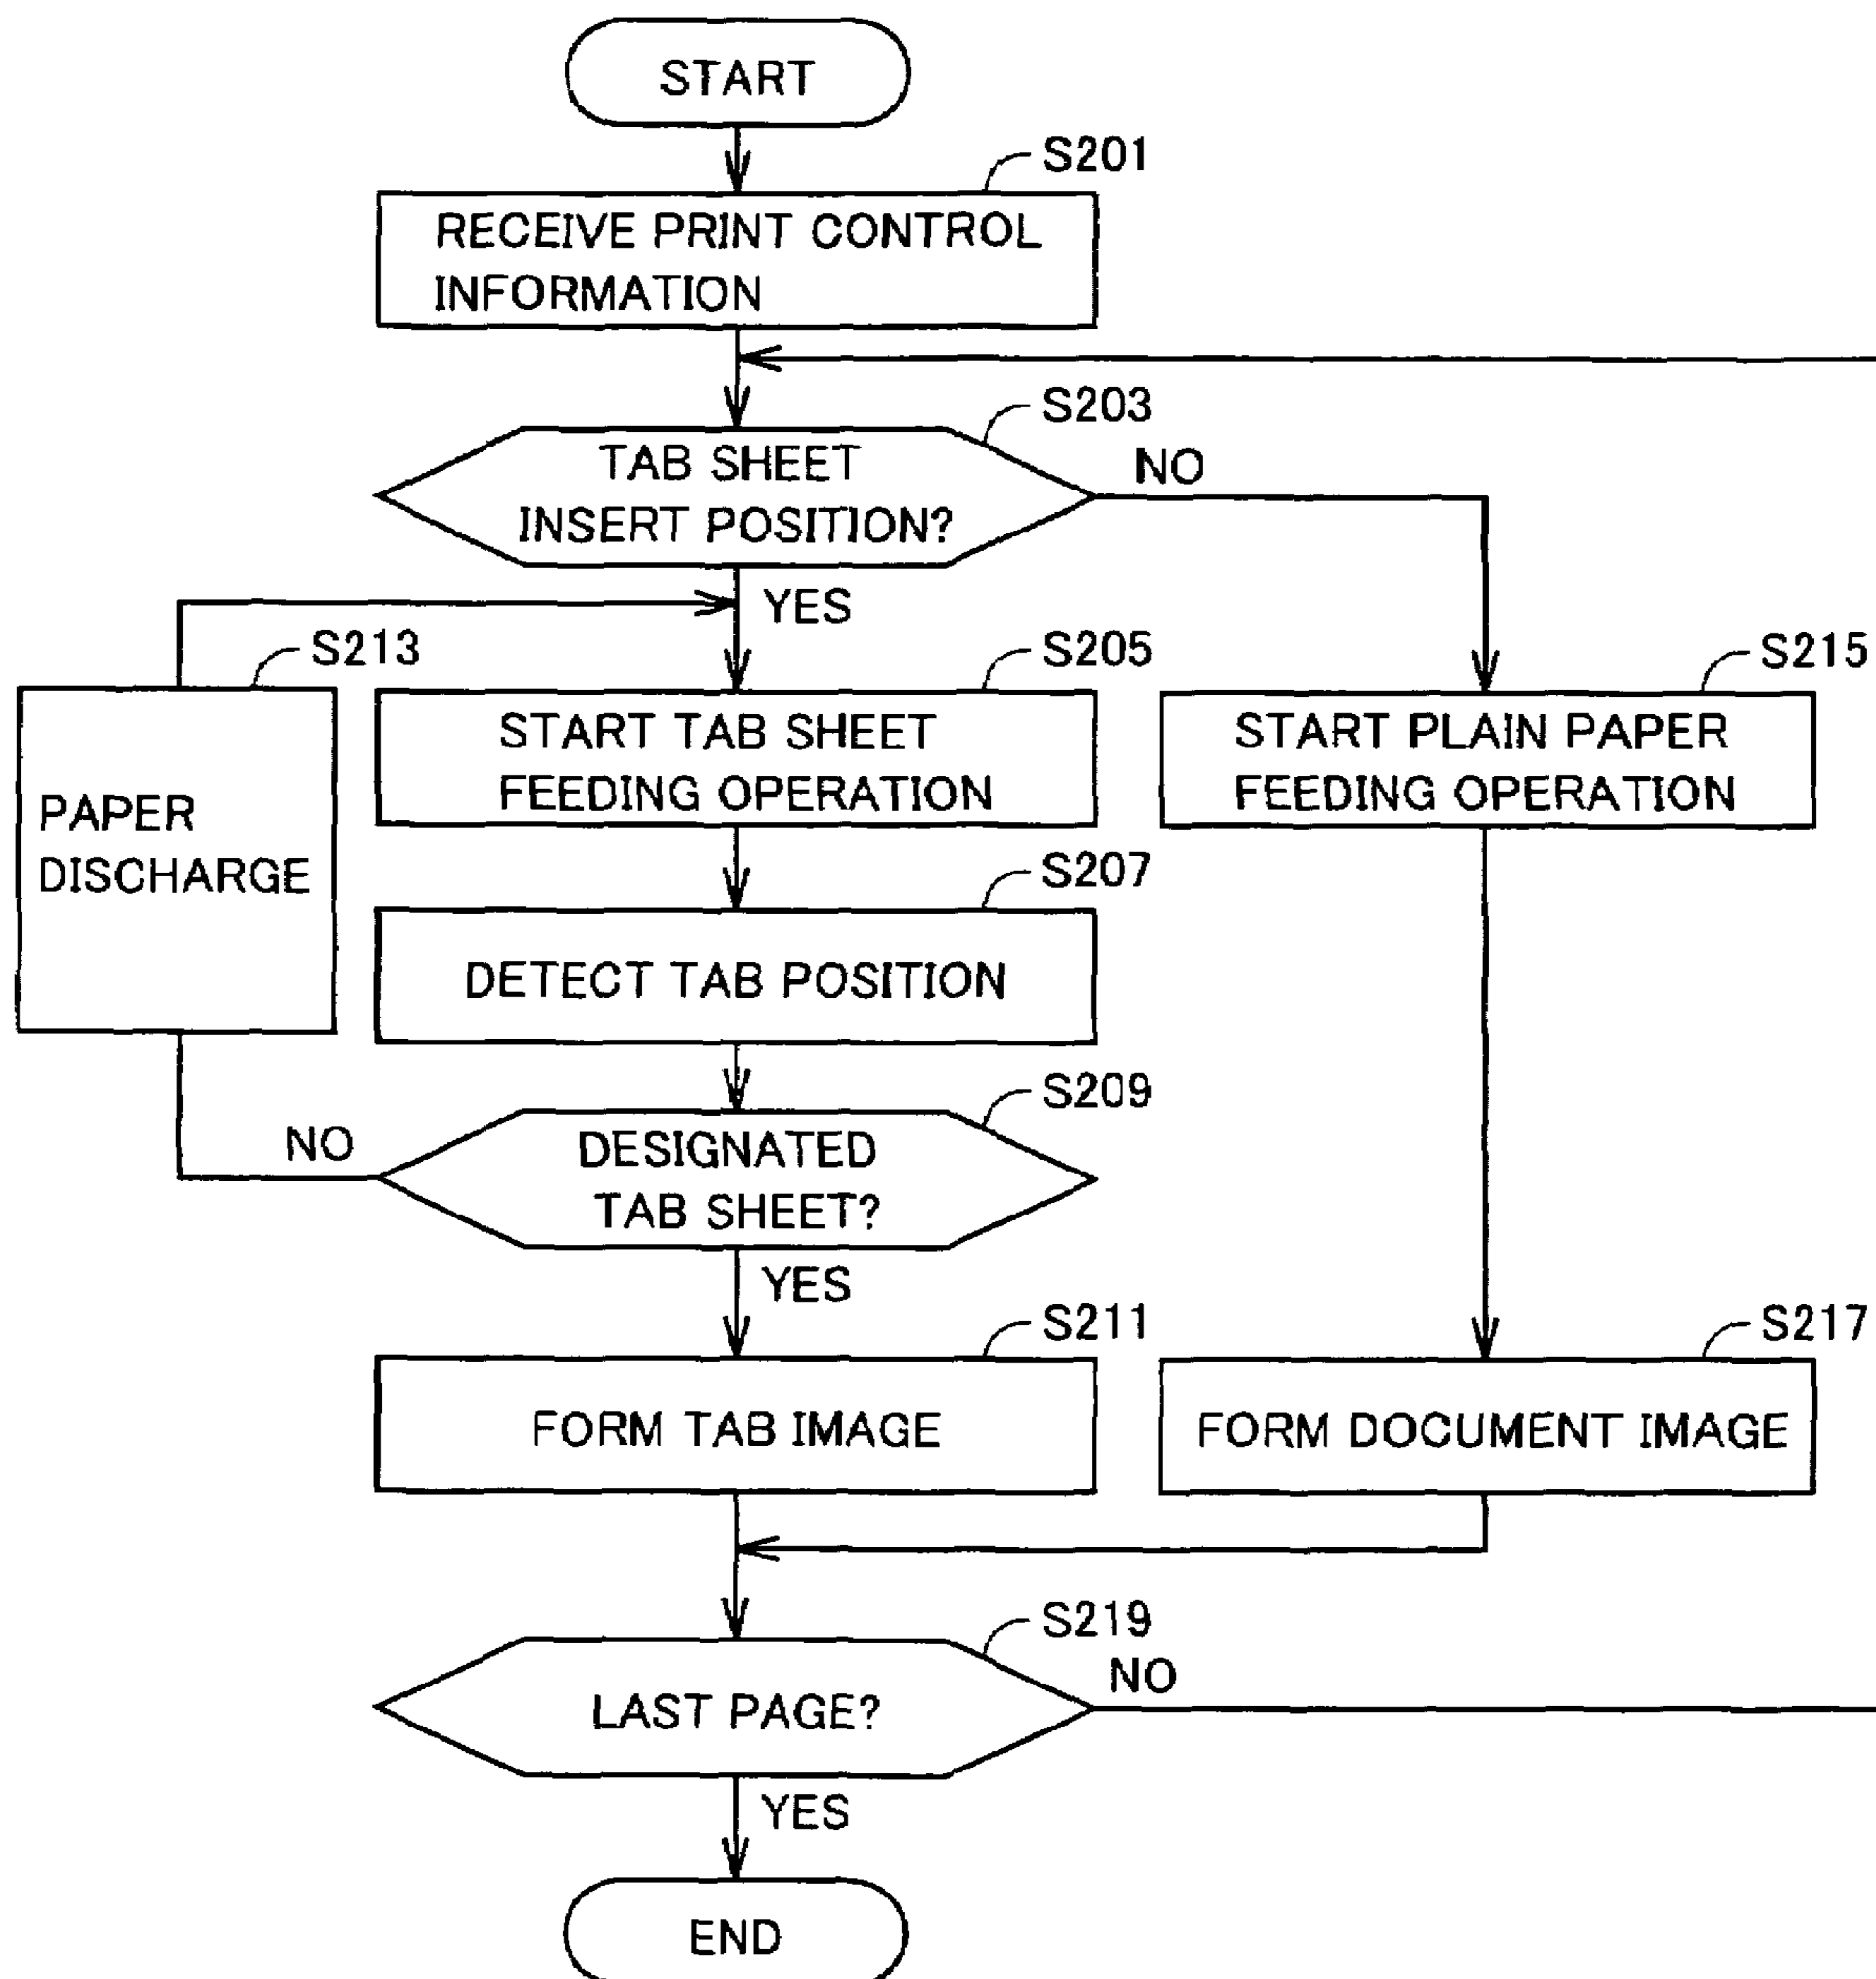 START
S201
RECEIVE PRINT CONTROL
INFORMATION
S203
TAB SHEET
INSERT POSITION?
NO
YES
S213
PAPER
DISCHARGE
S205
START TAB SHEET
FEEDING OPERATION
S215
START PLAIN PAPER
FEEDING OPERATION
S207
DETECT TAB POSITION
S209
DESIGNATED
TAB SHEET?
NO
YES
S211
FORM TAB IMAGE
S217
FORM DOCUMENT IMAGE
S219
LAST PAGE?
NO
YES
END